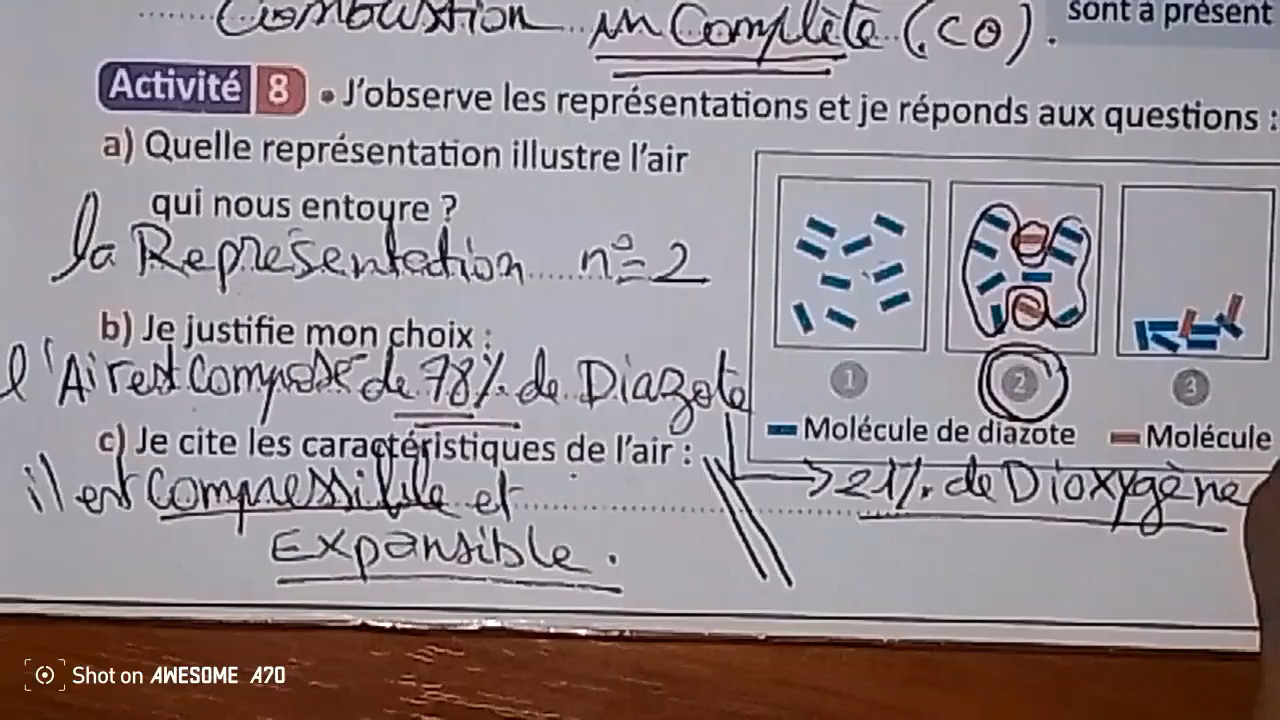 Combustion incomplète (CO).
sont à présent
Activité 8 • J'observe les représentations et je réponds aux questions :
a) Quelle représentation illustre l'air
qui nous entoure ?
la Représentation n°=2
b) Je justifie mon choix :
l'Air est Composé de 78% de Diazote
1 2 3
Molécule de diazote Molécule
c) Je cite les caractéristiques de l'air :
→ 21% de Dioxygène
il est compressible et
Expansible.
Shot on AWESOME A70